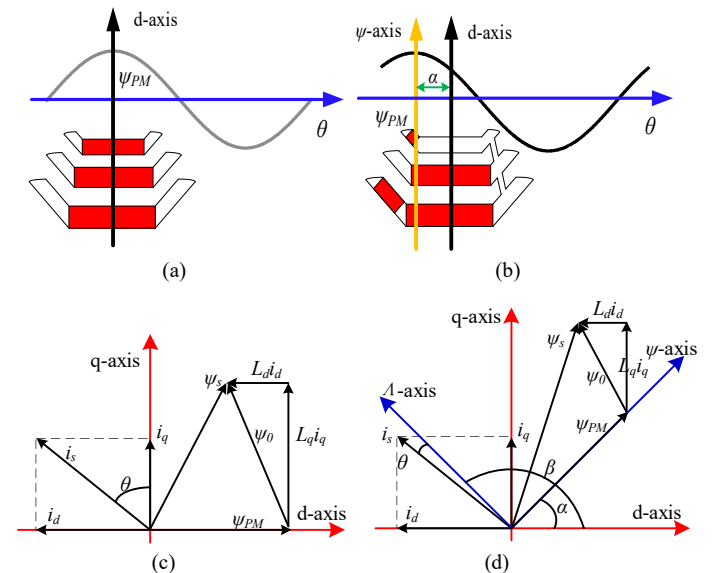 d-axis
ψPM
θ
(a)
ψ-axis
d-axis
α
ψPM
θ
(b)
q-axis
ψs
Ldid
is
iq
ψ0
Lqiq
θ
id
ψPM
d-axis
(c)
q-axis
Ldid
ψs
ψ-axis
Lqiq
ψ0
Λ-axis
ψPM
is
iq
θ
β
id
α
d-axis
(d)